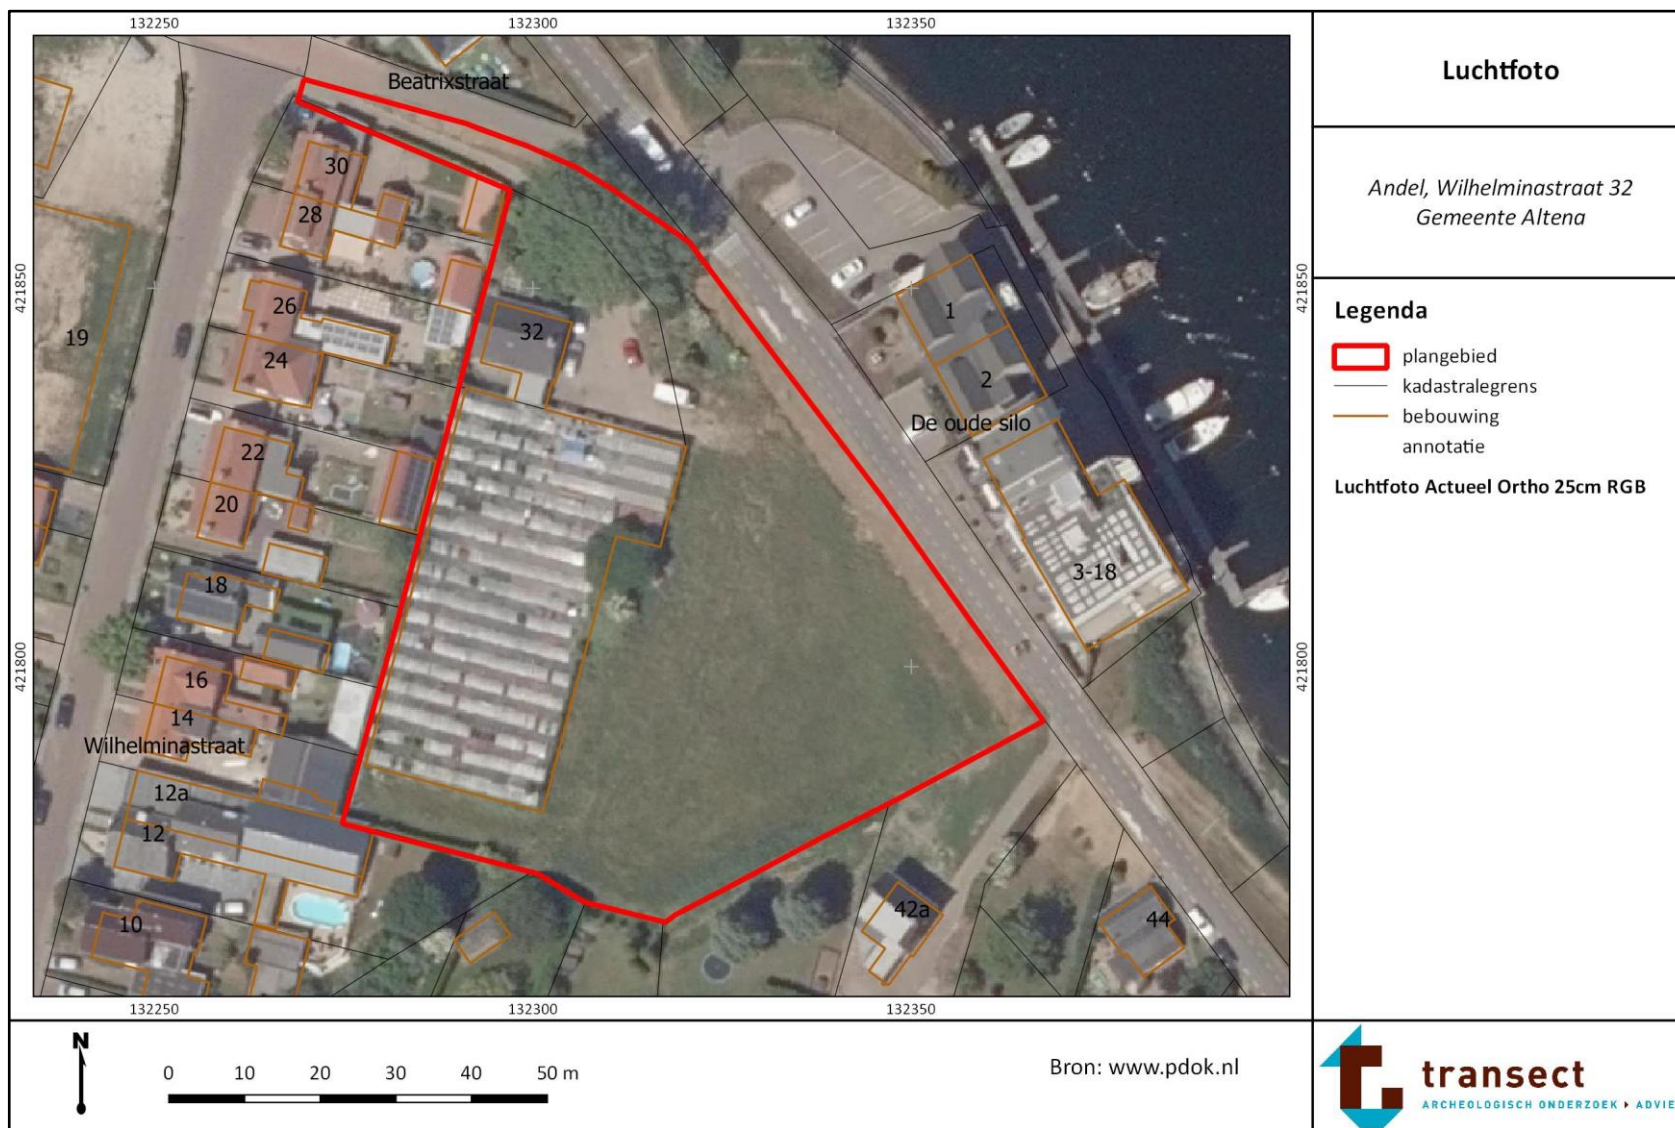 132250
132300
132350
Luchtfoto
Andel, Wilhelminastraat 32
Gemeente Altena
Legenda
plangebied
kadastralegrens
bebouwing
annotatie
Luchtfoto Actueel Ortho 25cm RGB
Beatrixstraat
30
28
26
24
32
19
22
20
18
16
14
Wilhelminastraat
12a
12
10
1
2
De oude silo
3-18
42a
44
421850
421800
421850
421800
132250
132300
132350
N
0 10 20 30 40 50 m
Bron: www.pdok.nl
transect
ARCHEOLOGISCH ONDERZOEK ADVIE